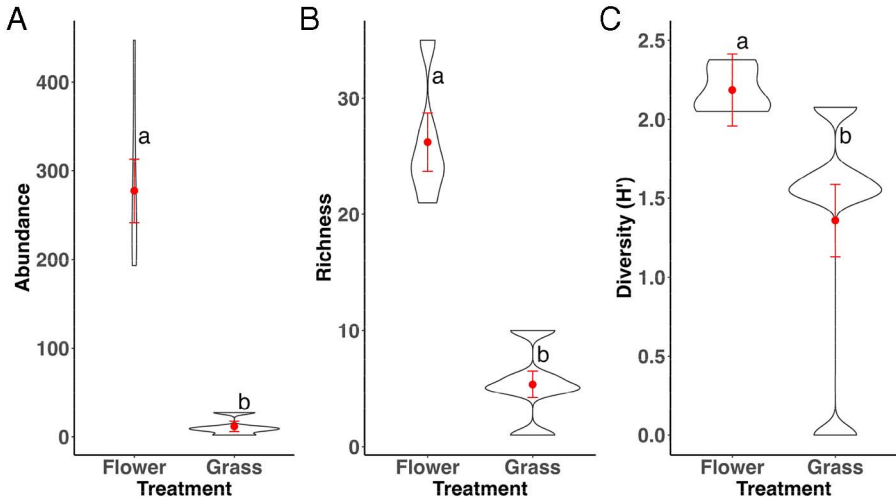 A
Abundance
400
300
200
100
0
a
b
Flower Grass
Treatment
B
Richness
30
20
10
0
a
b
Flower Grass
Treatment
C
Diversity (H')
2.5
2.0
1.5
1.0
0.5
0.0
a
b
Flower Grass
Treatment